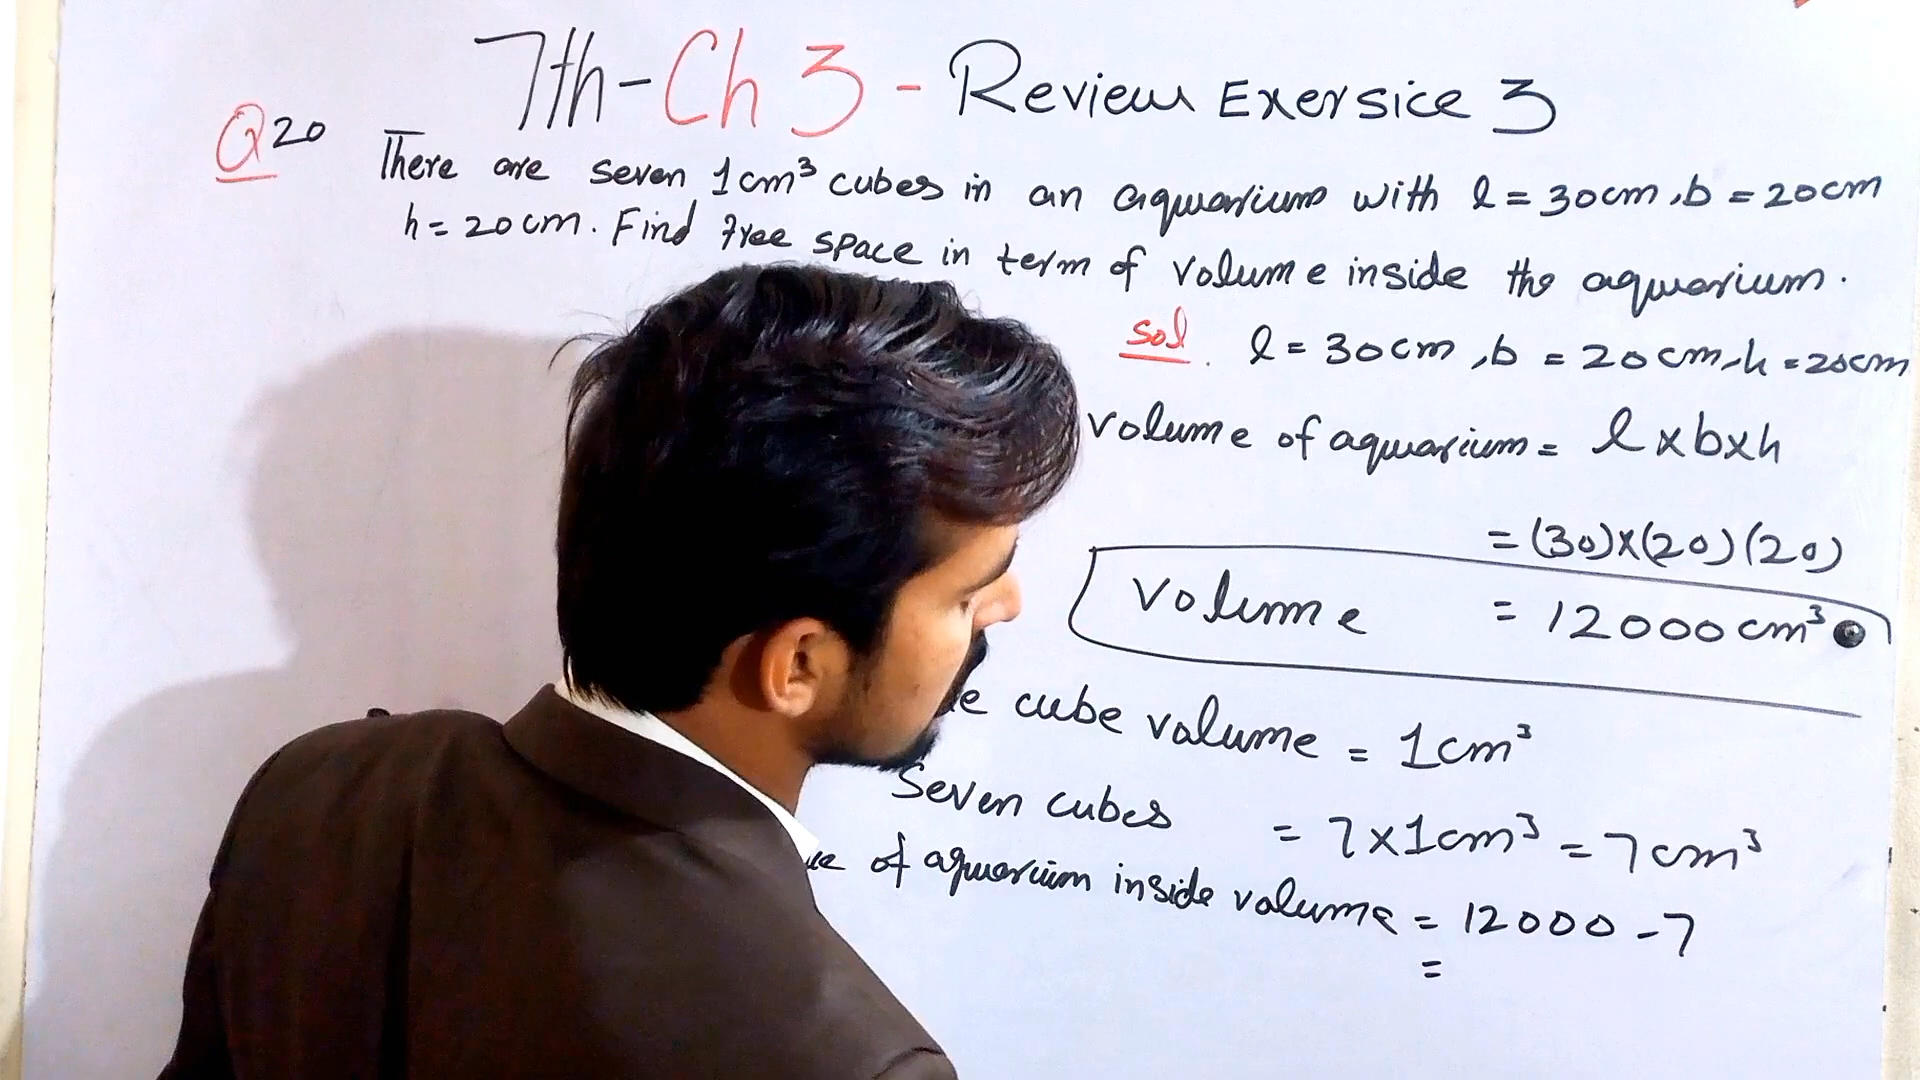 7th-Ch 3 - Review Exersice 3
Q20 There are seven 1cm³ cubes in an aquarium with l = 30cm, b = 20cm
h = 20cm. Find free space in term of volume inside the aquarium.
sol. l = 30cm, b = 20cm, h = 20cm
volume of aquarium = l x b x h
= (30)x(20)(20)
Volume = 12000 cm³
cube volume = 1cm³
Seven cubes = 7x1cm³ = 7cm³
of aquarium inside volume = 12000 - 7
=